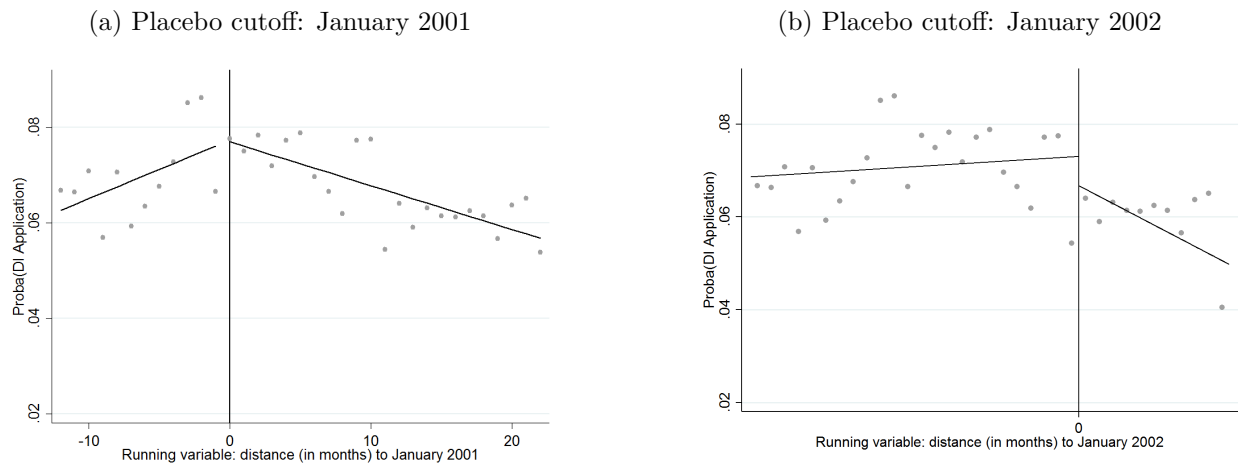 (a) Placebo cutoff: January 2001
Proba(DI Application)
.08
.06
.04
.02
-10
0
10
20
Running variable: distance (in months) to January 2001
(b) Placebo cutoff: January 2002
Proba(DI Application)
.08
.06
.04
.02
0
Running variable: distance (in months) to January 2002